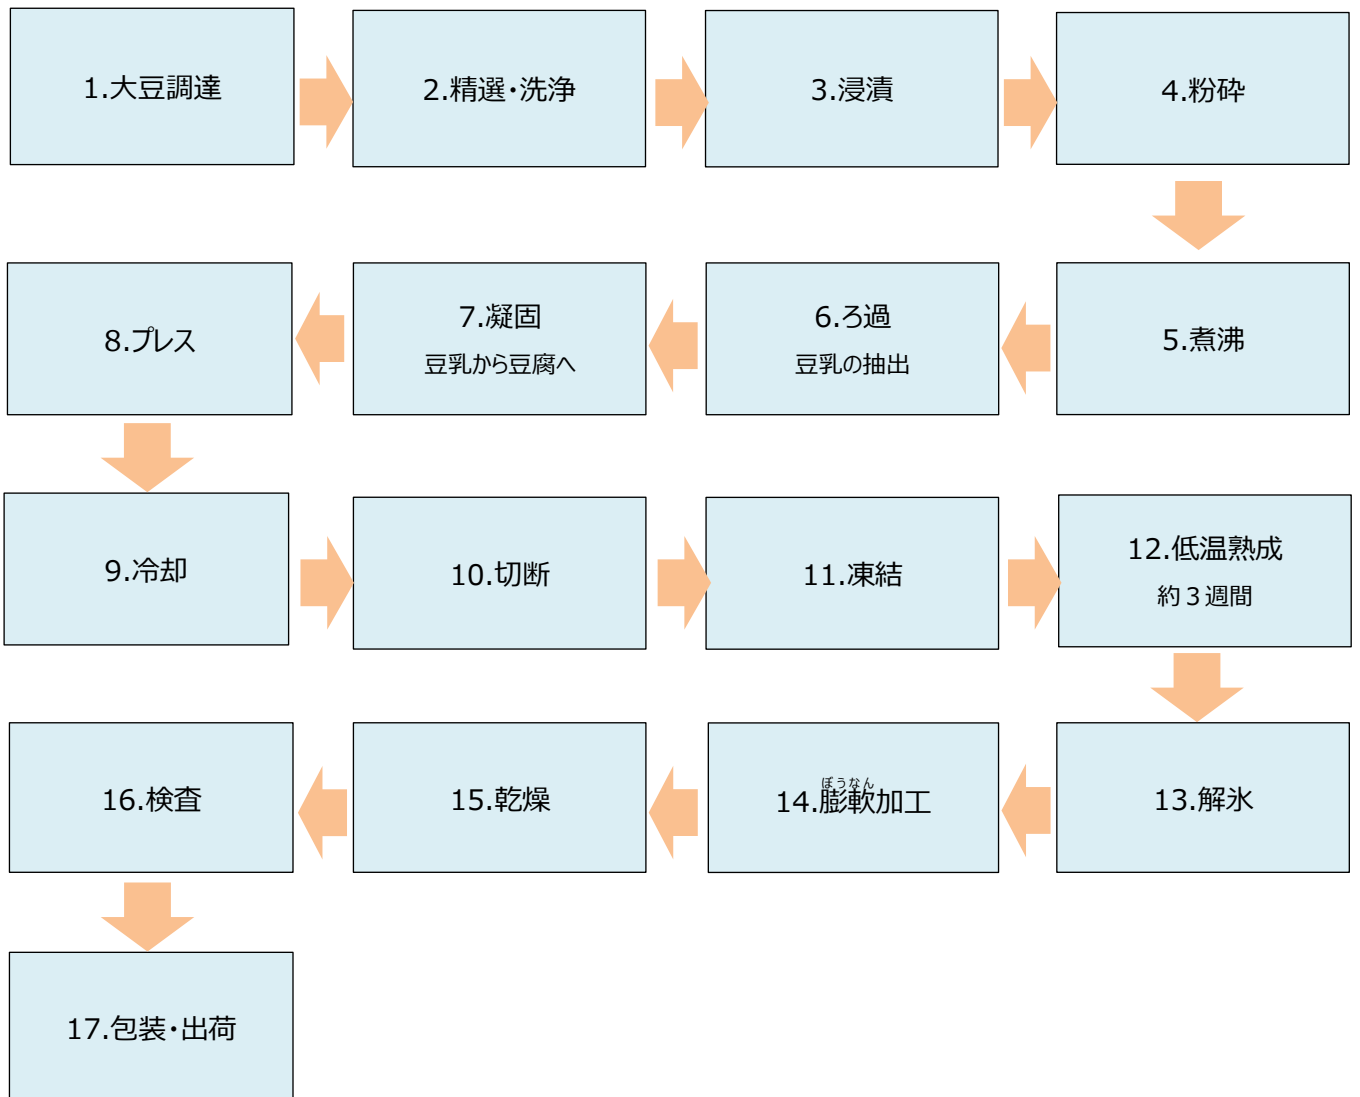 1.大豆調達
2.精選・洗浄
3.浸漬
4.粉砕
5.煮沸
6.ろ過
豆乳の抽出
7.凝固
豆乳から豆腐へ
8.プレス
9.冷却
10.切断
11.凍結
12.低温熟成
約3週間
13.解氷
ぼうなん
14.膨軟加工
15.乾燥
16.検査
17.包装・出荷